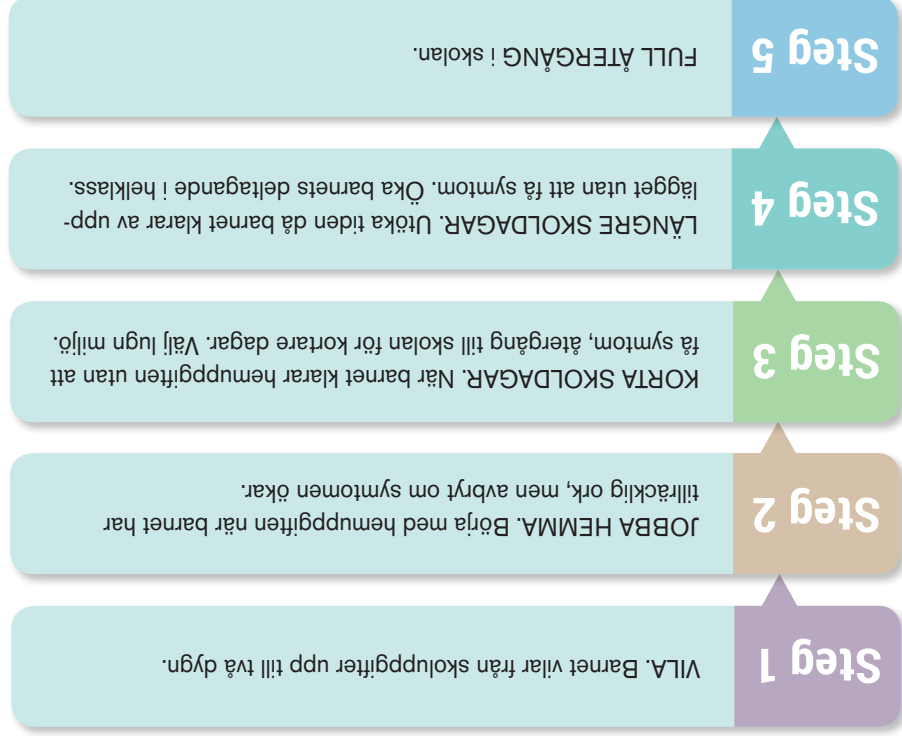 Steg 1
VILA. Barnet vilar från skoluppgifter upp till två dygn.
Steg 2
JOBBA HEMMA. Börja med hemuppgiften när barnet har
tillräcklig ork, men avbryt om symtomen ökar.
Steg 3
KORTA SKOLDAGAR. När barnet klarar hemuppgiften utan att
få symtom, återgång till skolan för kortare dagar. Välj lugn miljö.
Steg 4
LÄNGRE SKOLDAGAR. Utöka tiden då barnet klarar av upp-
lägget utan att få symtom. Öka barnets deltagande i helklass.
Steg 5
FULL ÅTERGÅNG i skolan.